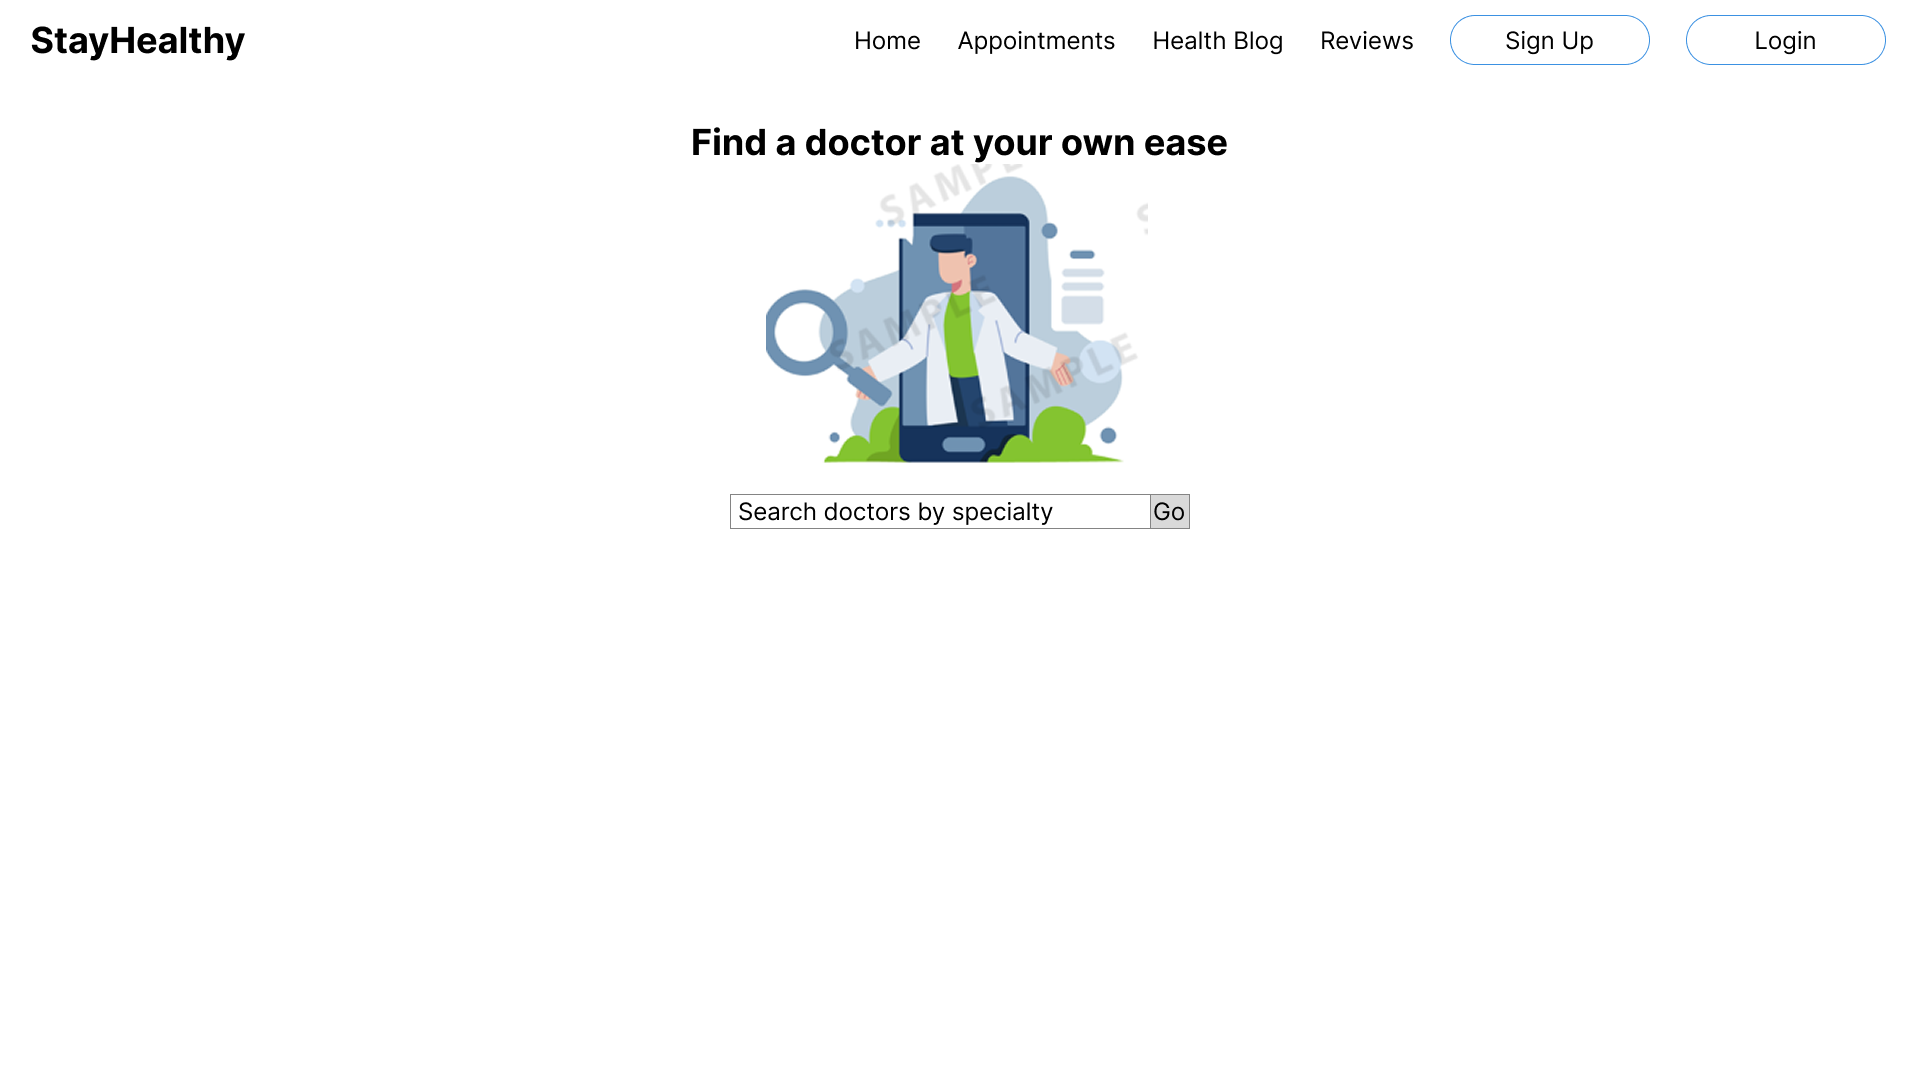 StayHealthy
Home Appointments Health Blog Reviews Sign Up Login
Find a doctor at your own ease
SAMPLE
SAMPLE
SAMPLE
Search doctors by specialty Go